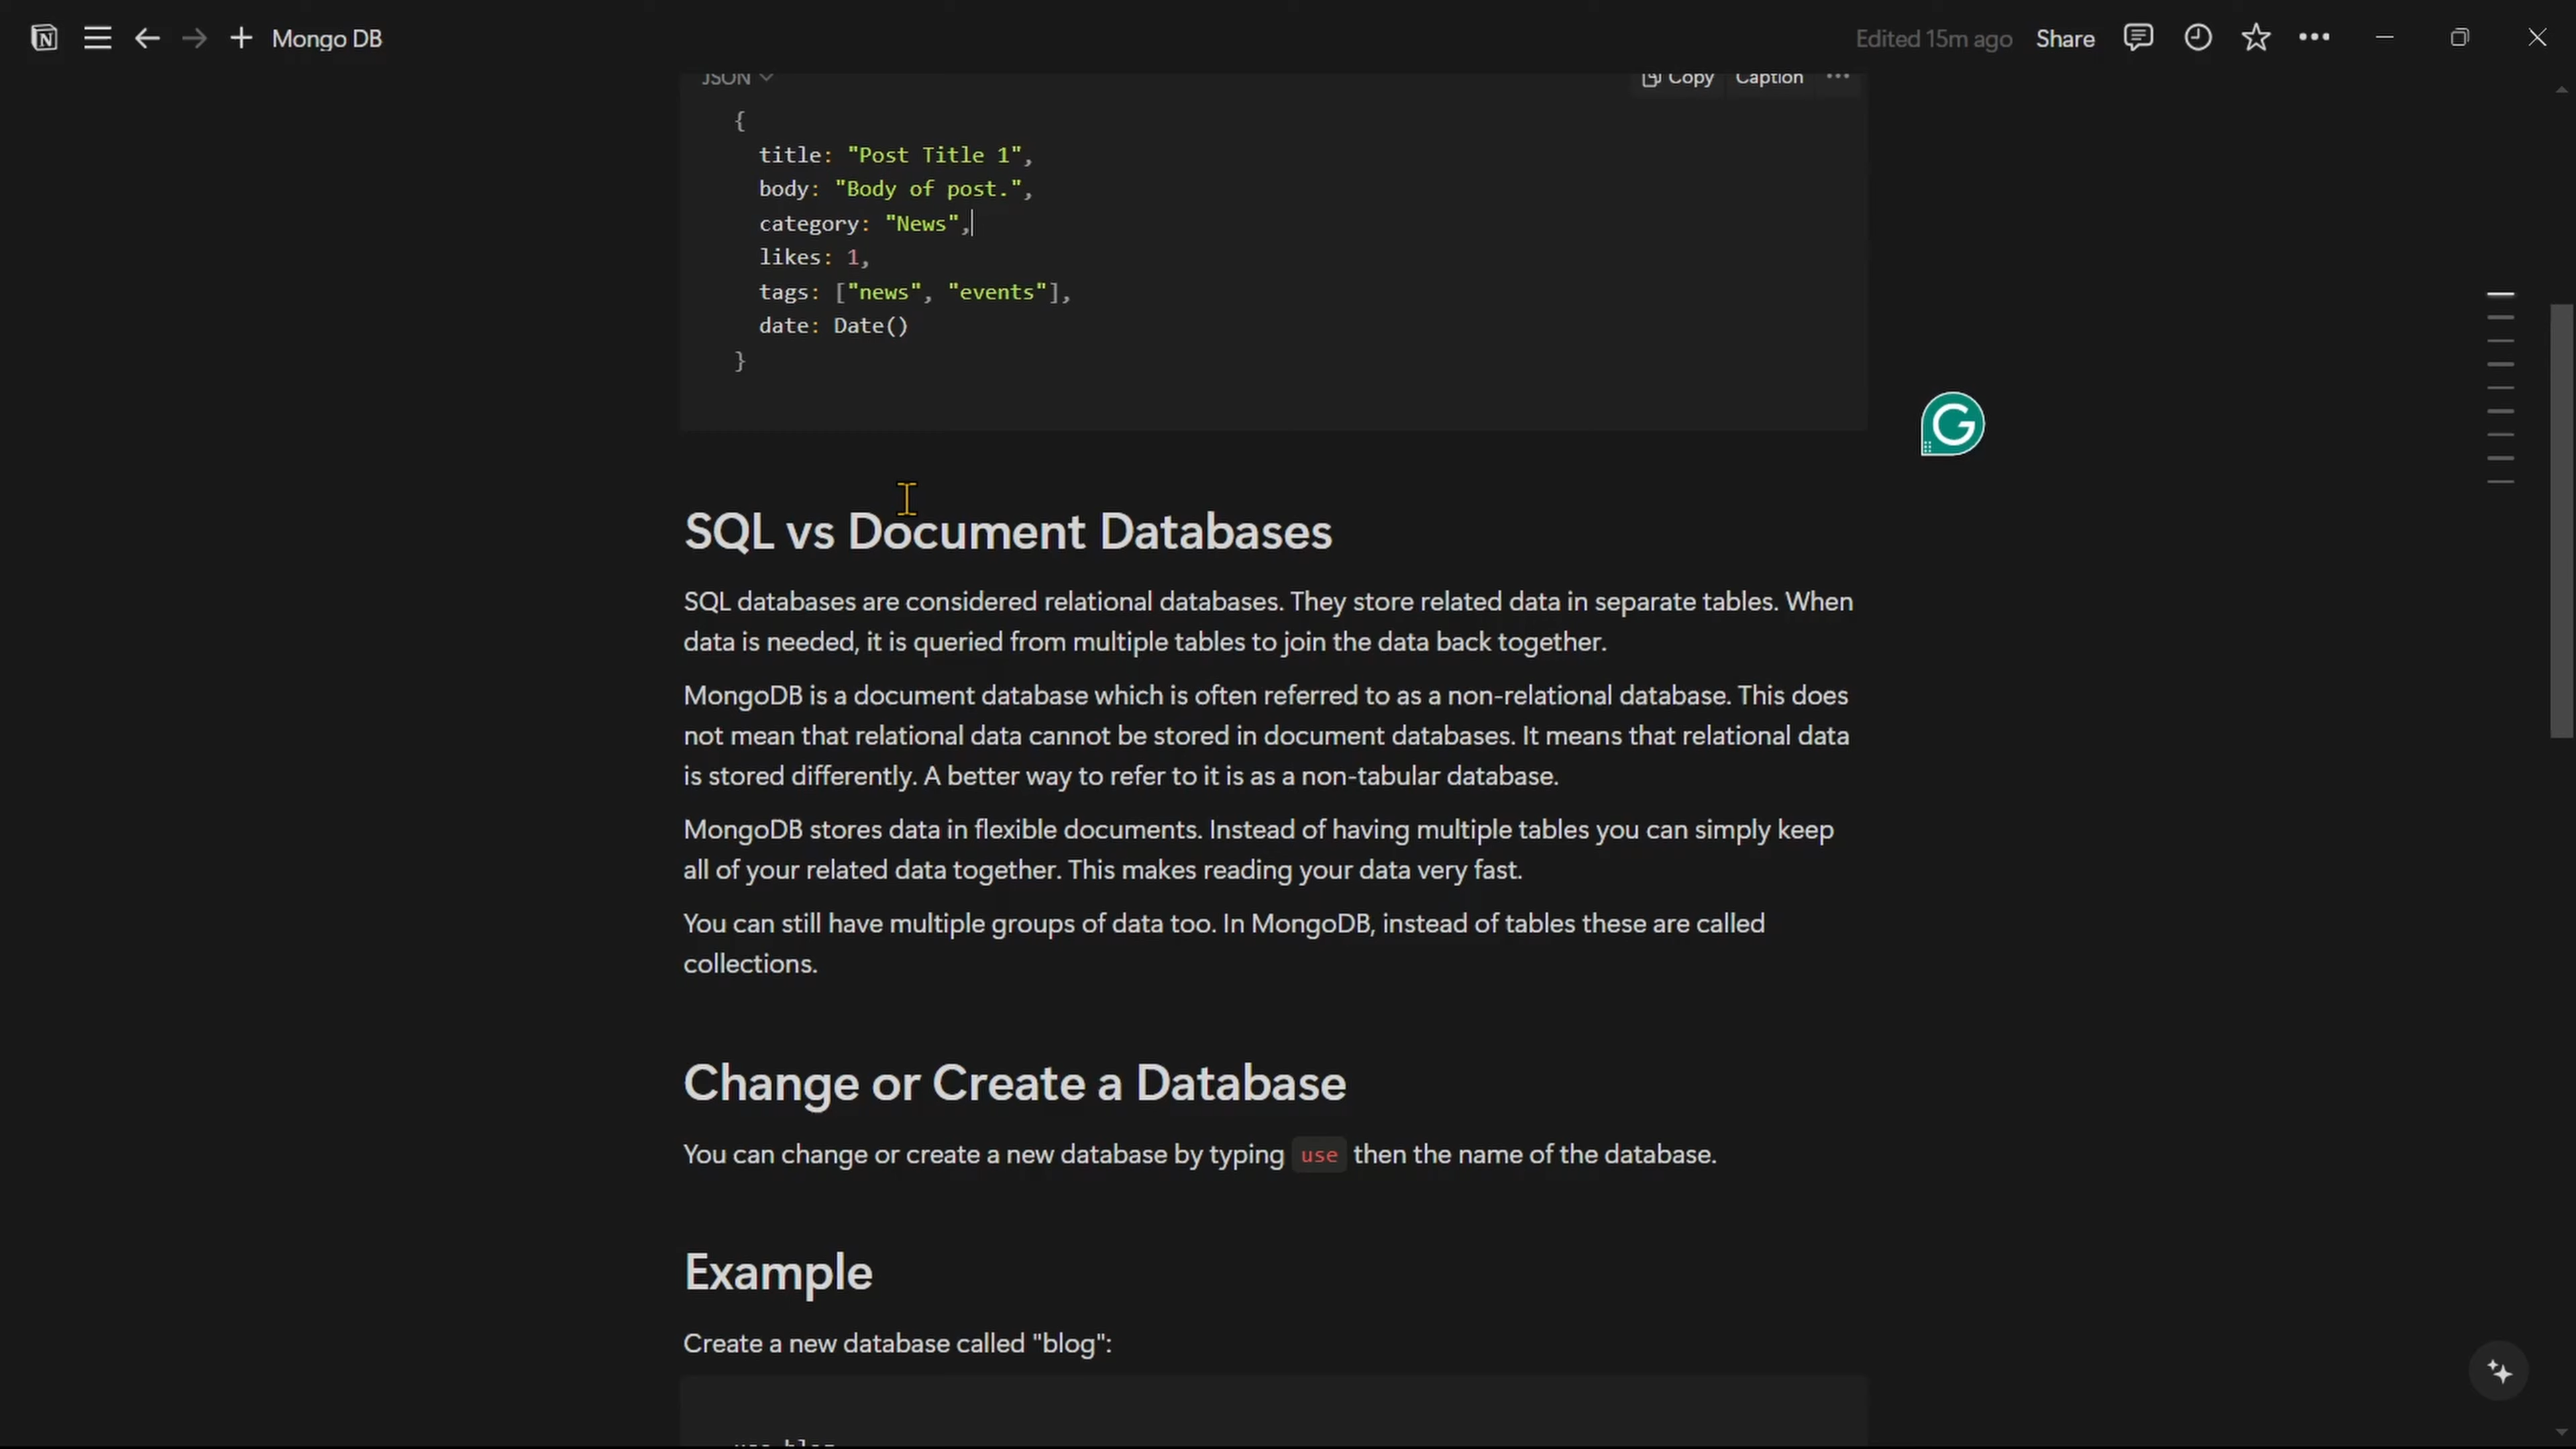 Mongo DB
Edited 15m ago Share
JSON
Copy Caption
{
title: "Post Title 1",
body: "Body of post.",
category: "News",
likes: 1,
tags: ["news", "events"],
date: Date()
}
SQL vs Document Databases
SQL databases are considered relational databases. They store related data in separate tables. When
data is needed, it is queried from multiple tables to join the data back together.
MongoDB is a document database which is often referred to as a non-relational database. This does
not mean that relational data cannot be stored in document databases. It means that relational data
is stored differently. A better way to refer to it is as a non-tabular database.
MongoDB stores data in flexible documents. Instead of having multiple tables you can simply keep
all of your related data together. This makes reading your data very fast.
You can still have multiple groups of data too. In MongoDB, instead of tables these are called
collections.
Change or Create a Database
You can change or create a new database by typing use then the name of the database.
Example
Create a new database called "blog":
use blog